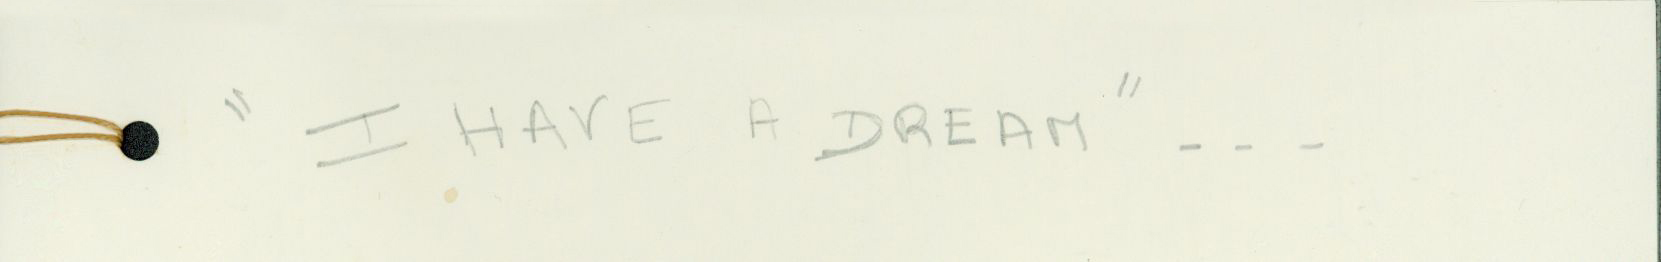 "I HAVE A DREAM" - - -